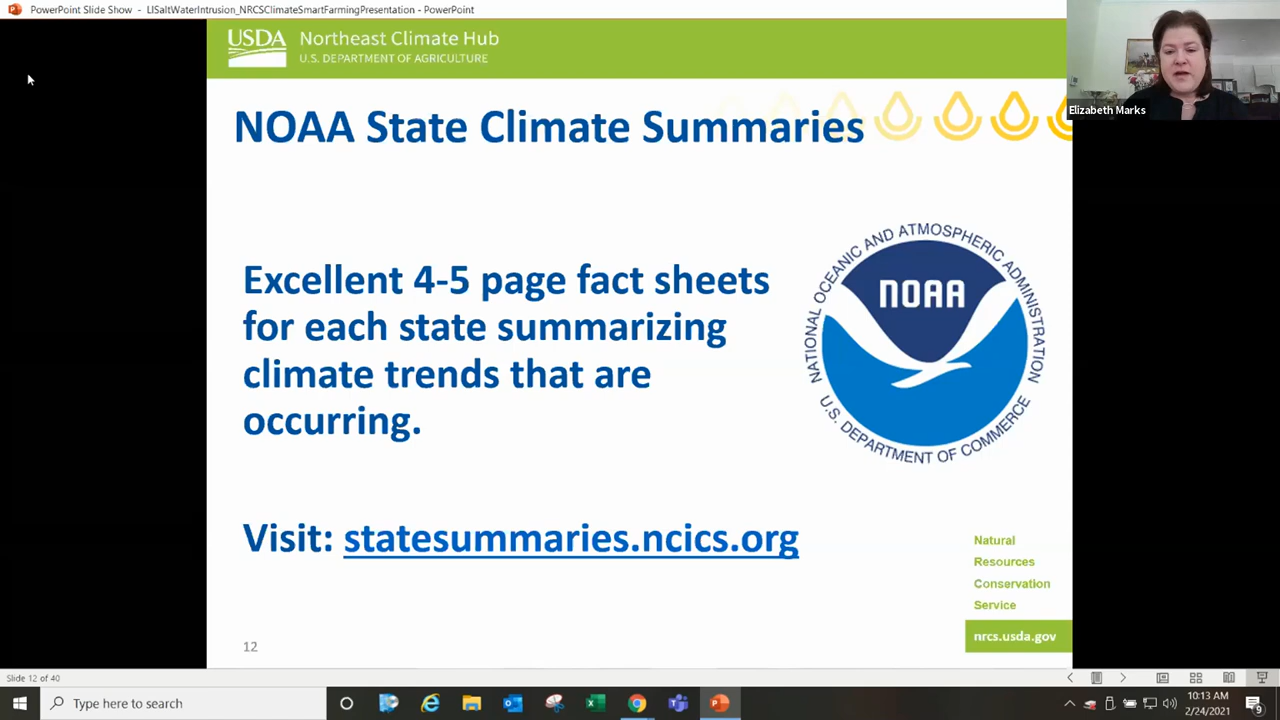 PowerPoint Slide Show - LISaltWaterIntrusion_NRCSClimateSmartFarmingPresentation - PowerPoint
USDA
Northeast Climate Hub
U.S. DEPARTMENT OF AGRICULTURE
Elizabeth Marks
NOAA State Climate Summaries
Excellent 4-5 page fact sheets
for each state summarizing
climate trends that are
occurring.
NATIONAL OCEANIC AND ATMOSPHERIC ADMINISTRATION
NOAA
U.S. DEPARTMENT OF COMMERCE
Visit: statesummaries.ncics.org
Natural
Resources
Conservation
Service
nrcs.usda.gov
12
Slide 12 of 40
Type here to search
10:13 AM
2/24/2021
9